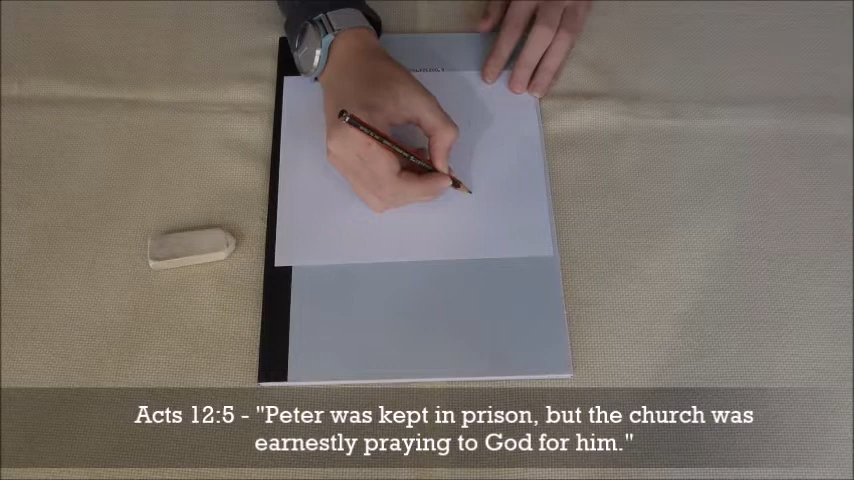 Acts 12:5 - "Peter was kept in prison, but the church was
earnestly praying to God for him."